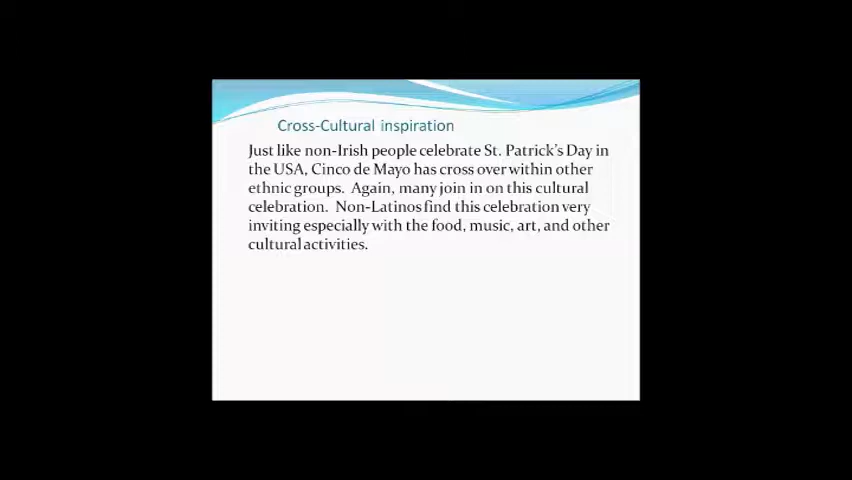 Cross-Cultural inspiration
Just like non-Irish people celebrate St. Patrick's Day in
the USA, Cinco de Mayo has cross over within other
ethnic groups.  Again, many join in on this cultural
celebration.  Non-Latinos find this celebration very
inviting especially with the food, music, art, and other
cultural activities.